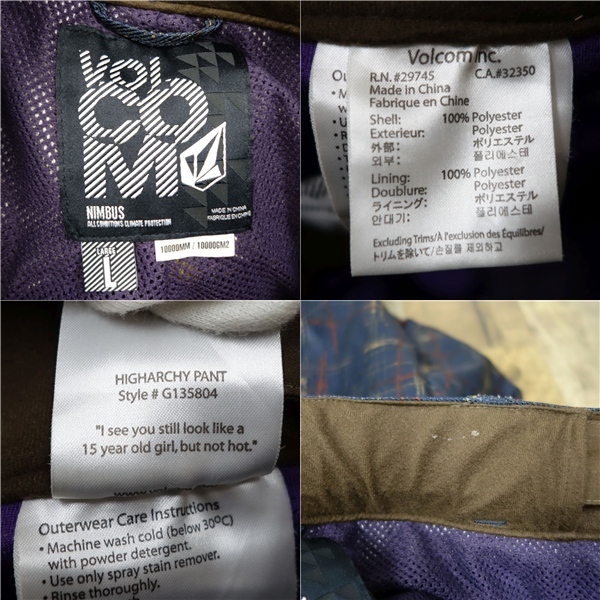 VOL
CO
M
NIMBUS
ALL CONDITIONS CLIMATE PROTECTION
MADE IN CHINA
FABRIQUE EN CHINE
LARGE
L
10000MM / 10000GM2
Volcom Inc.
R.N. #29745 C.A.#32350
Made in China
Fabrique en Chine
Shell: 100% Polyester
Exterieur: Polyester
外部: ポリエステル
외부: 폴리에스테
Lining: 100% Polyester
Doublure: Polyester
ライニング: ポリエステル
안대기: 폴리에스테
Excluding Trims/À l'exclusion des Équilibres/
トリムを除いて/손질를 제외하고
HIGHARCHY PANT
Style # G135804
"I see you still look like a
15 year old girl, but not hot."
Outerwear Care Instructions
• Machine wash cold (below 30ºC)
with powder detergent.
• Use only spray stain remover.
• Rinse thoroughly.